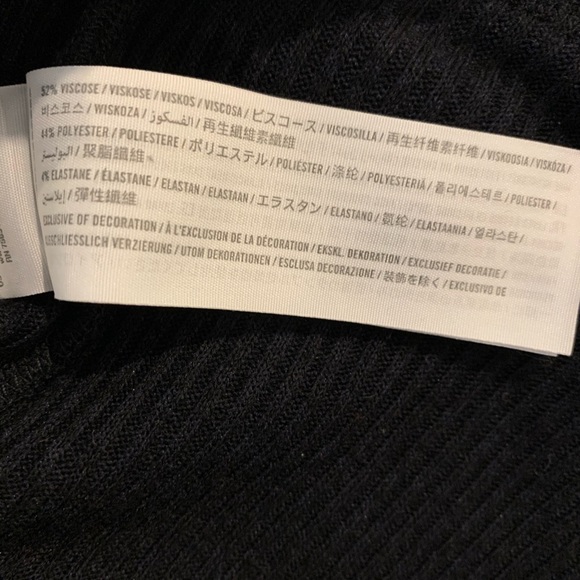 52% VISCOSE / VISKOSE / VISKOS / VISCOSA / ビスコース / VISCOSILLA / 再生纤维素纤维 / VISKOOSIA / VISKÓZA /
비스코스 / WISKOZA / الفسكوز / 再生纖維素纖維
44% POLYESTER / POLIESTERE / ポリエステル / POLIÉSTER / 涤纶 / POLYESTERIÄ / 폴리에스테르 / POLIESTER /
البوليستر / 聚脂纖維
4% ELASTANE / ÉLASTANE / ELASTAN / ELASTAAN / エラスタン / ELASTANO / 氨纶 / ELASTAANIA / 엘라스탄 /
إيلاستين / 彈性纖維
EXCLUSIVE OF DECORATION / À L'EXCLUSION DE LA DÉCORATION / EKSKL. DEKORATION / EXCLUSIEF DECORATIE /
SCHLIESSLICH VERZIERUNG / UTOM DEKORATIONEN / ESCLUSA DECORAZIONE / 装飾を除く / EXCLUSIVO DE